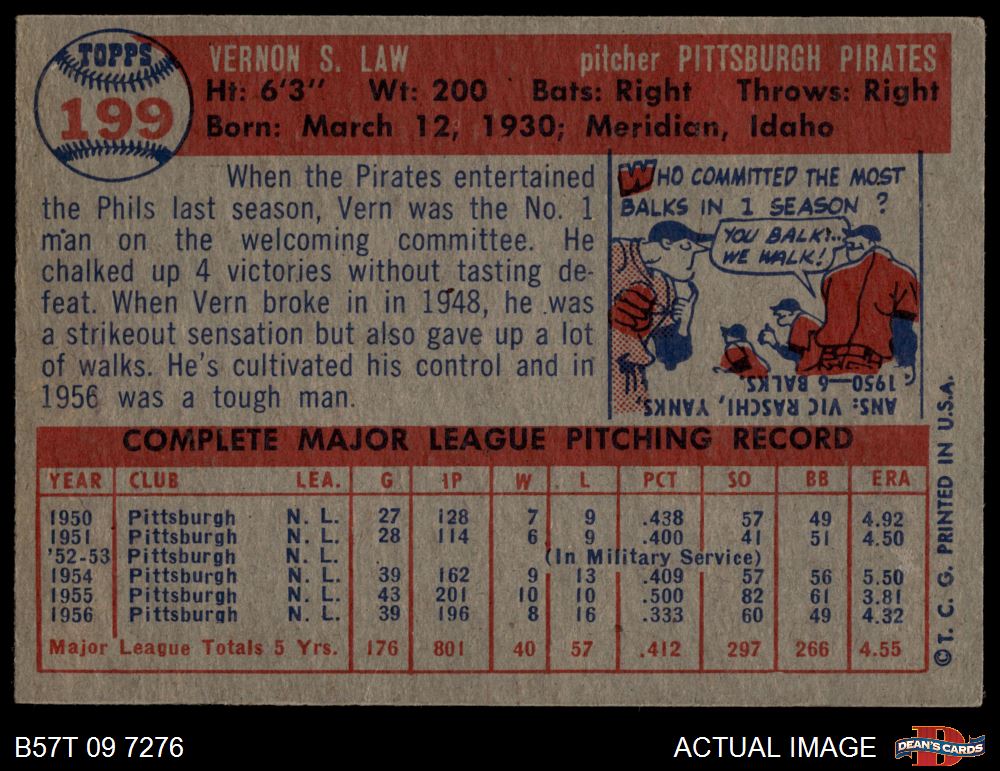 TOPPS
199
VERNON S. LAW pitcher PITTSBURGH PIRATES
Ht: 6'3" Wt: 200 Bats: Right Throws: Right
Born: March 12, 1930; Meridian, Idaho
When the Pirates entertained
the Phils last season, Vern was the No. 1
man on the welcoming committee. He
chalked up 4 victories without tasting de-
feat. When Vern broke in in 1948, he was
a strikeout sensation but also gave up a lot
of walks. He's cultivated his control and in
1956 was a tough man.
WHO COMMITTED THE MOST
BALKS IN 1 SEASON ?
YOU BALK!..
WE WALK!
ANS: VIC RASCHI, YANKS,
1950—6 BALKS.
COMPLETE MAJOR LEAGUE PITCHING RECORD
YEAR CLUB LEA. G IP W L PCT SO BB ERA
1950 Pittsburgh N. L. 27 128 7 9 .438 57 49 4.92
1951 Pittsburgh N. L. 28 114 6 9 .400 41 51 4.50
'52-53 Pittsburgh N. L. (In Military Service)
1954 Pittsburgh N. L. 39 162 9 13 .409 57 56 5.50
1955 Pittsburgh N. L. 43 201 10 10 .500 82 61 3.81
1956 Pittsburgh N. L. 39 196 8 16 .333 60 49 4.32
Major League Totals 5 Yrs. 176 801 40 57 .412 297 266 4.55
© T. C. G. PRINTED IN U.S.A.
B57T 09 7276
ACTUAL IMAGE
DEAN'S CARDS